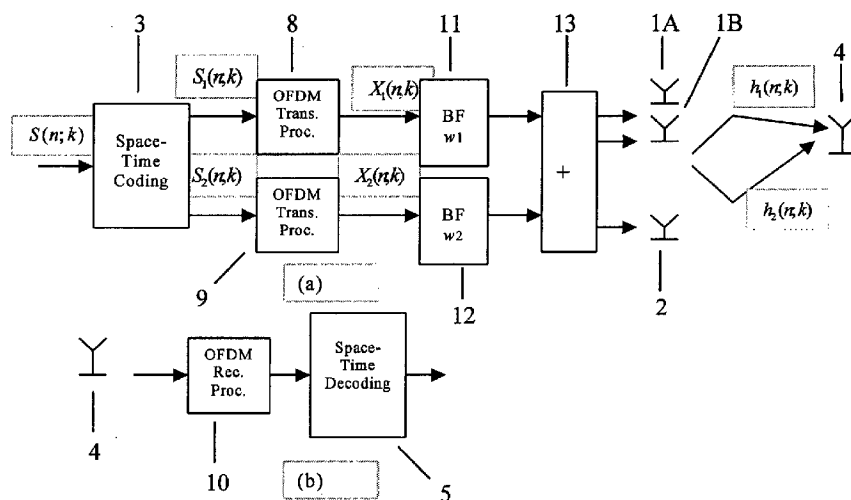 3
8
11
13
1A
1B
4
S(n;k)
Space-
Time
Coding
S₁(n,k)
OFDM
Trans.
Proc.
X₁(n,k)
BF
w1
+
h₁(n;k)
S₂(n,k)
OFDM
Trans.
Proc.
X₂(n,k)
BF
w2
h₂(n;k)
9
(a)
12
2
4
OFDM
Rec.
Proc.
Space-
Time
Decoding
10
(b)
5